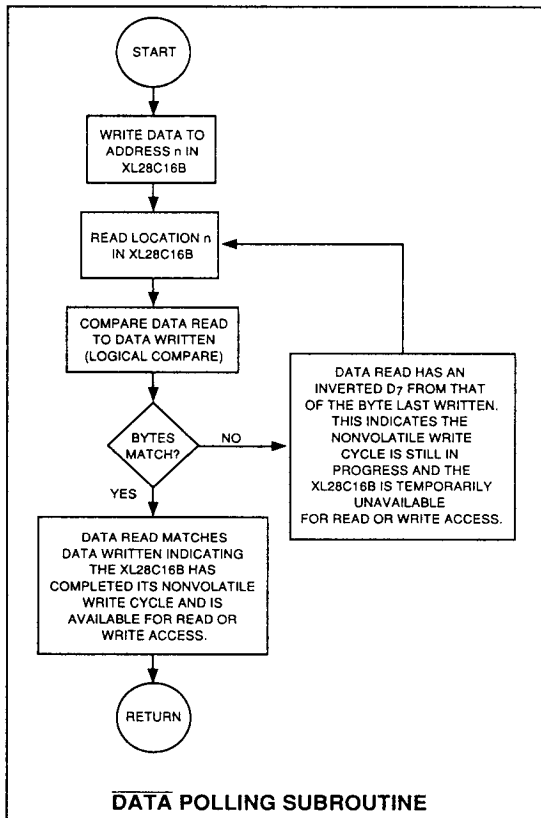 START
WRITE DATA TO
ADDRESS n IN
XL28C16B
READ LOCATION n
IN XL28C16B
COMPARE DATA READ
TO DATA WRITTEN
(LOGICAL COMPARE)
BYTES
MATCH?
NO
DATA READ HAS AN
INVERTED D7 FROM THAT
OF THE BYTE LAST WRITTEN.
THIS INDICATES THE
NONVOLATILE WRITE
CYCLE IS STILL IN
PROGRESS AND THE
XL28C16B IS TEMPORARILY
UNAVAILABLE
FOR READ OR WRITE ACCESS.
YES
DATA READ MATCHES
DATA WRITTEN INDICATING
THE XL28C16B HAS
COMPLETED ITS NONVOLATILE
WRITE CYCLE AND IS
AVAILABLE FOR READ OR
WRITE ACCESS.
RETURN
DATA POLLING SUBROUTINE